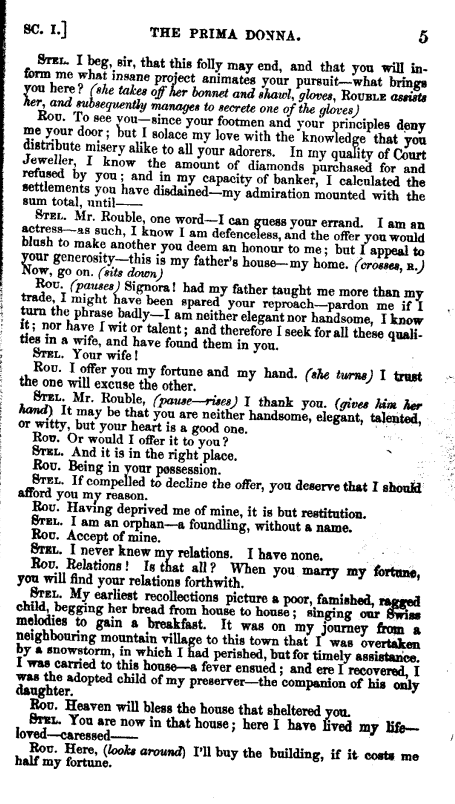 SC. I.] THE PRIMA DONNA. 5
STEL. I beg, sir, that this folly may end, and that you will in-
form me what insane project animates your pursuit—what brings
you here? (she takes off her bonnet and shawl, gloves, ROUBLE assists
her, and subsequently manages to secrete one of the gloves)
ROU. To see you—since your footmen and your principles deny
me your door; but I solace my love with the knowledge that you
distribute misery alike to all your adorers. In my quality of Court
Jeweller, I know the amount of diamonds purchased for and
refused by you; and in my capacity of banker, I calculated the
settlements you have disdained—my admiration mounted with the
sum total, until——
STEL. Mr. Rouble, one word—I can guess your errand. I am an
actress—as such, I know I am defenceless, and the offer you would
blush to make another you deem an honour to me; but I appeal to
your generosity—this is my father's house—my home. (crosses, R.)
Now, go on. (sits down)
ROU. (pauses) Signora! had my father taught me more than my
trade, I might have been spared your reproach—pardon me if I
turn the phrase badly—I am neither elegant nor handsome, I know
it; nor have I wit or talent; and therefore I seek for all these quali-
ties in a wife, and have found them in you.
STEL. Your wife!
ROU. I offer you my fortune and my hand. (she turns) I trust
the one will excuse the other.
STEL. Mr. Rouble, (pause—rises) I thank you. (gives him her
hand) It may be that you are neither handsome, elegant, talented,
or witty, but your heart is a good one.
ROU. Or would I offer it to you?
STEL. And it is in the right place.
ROU. Being in your possession.
STEL. If compelled to decline the offer, you deserve that I should
afford you my reason.
ROU. Having deprived me of mine, it is but restitution.
STEL. I am an orphan—a foundling, without a name.
ROU. Accept of mine.
STEL. I never knew my relations. I have none.
ROU. Relations! Is that all? When you marry my fortune,
you will find your relations forthwith.
STEL. My earliest recollections picture a poor, famished, ragged
child, begging her bread from house to house; singing our Swiss
melodies to gain a breakfast. It was on my journey from a
neighbouring mountain village to this town that I was overtaken
by a snowstorm, in which I had perished, but for timely assistance.
I was carried to this house—a fever ensued; and ere I recovered, I
was the adopted child of my preserver—the companion of his only
daughter.
ROU. Heaven will bless the house that sheltered you.
STEL. You are now in that house; here I have lived my life—
loved—caressed——
ROU. Here, (looks around) I'll buy the building, if it costs me
half my fortune.